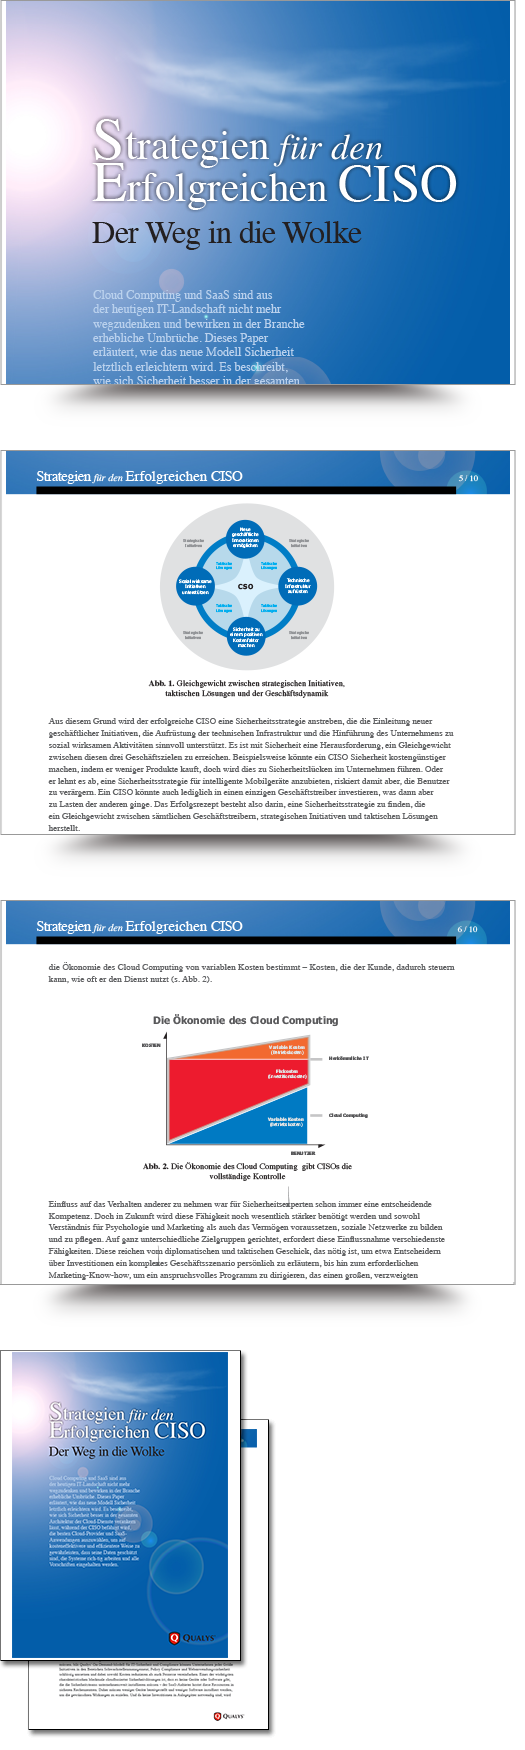 Strategien für den
Erfolgreichen CISO
Der Weg in die Wolke
Cloud Computing und SaaS sind aus
der heutigen IT-Landschaft nicht mehr
wegzudenken und bewirken in der Branche
erhebliche Umbrüche. Dieses Paper
erläutert, wie das neue Modell Sicherheit
letztlich erleichtern wird. Es beschreibt,
wie sich Sicherheit besser in der gesamten
Strategien für den Erfolgreichen CISO
5 / 10
Neue
geschäftliche
Innovationen
ermöglichen
Strategische
Initiativen
Strategische
Initiativen
Taktische
Lösungen
Taktische
Lösungen
Sozial wirksame
Initiativen
unterstützen
CSO
Technische
Infrastruktur
aufrüsten
Taktische
Lösungen
Taktische
Lösungen
Strategische
Initiativen
Strategische
Initiativen
Sicherheit zu
einem positiven
Kostenfaktor
machen
Abb. 1. Gleichgewicht zwischen strategischen Initiativen,
taktischen Lösungen und der Geschäftsdynamik
Aus diesem Grund wird der erfolgreiche CISO eine Sicherheitsstrategie anstreben, die die Einleitung neuer
geschäftlicher Initiativen, die Aufrüstung der technischen Infrastruktur und die Hinführung des Unternehmens zu
sozial wirksamen Aktivitäten sinnvoll unterstützt. Es ist mit Sicherheit eine Herausforderung, ein Gleichgewicht
zwischen diesen drei Geschäftszielen zu erreichen. Beispielsweise könnte ein CISO Sicherheit kostengünstiger
machen, indem er weniger Produkte kauft, doch wird dies zu Sicherheitslücken im Unternehmen führen. Oder
er lehnt es ab, eine Sicherheitsstrategie für intelligente Mobilgeräte anzubieten, riskiert damit aber, die Benutzer
zu verärgern. Ein CISO könnte auch lediglich in einen einzigen Geschäftstreiber investieren, was dann aber
zu Lasten der anderen ginge. Das Erfolgsrezept besteht also darin, eine Sicherheitsstrategie zu finden, die
ein Gleichgewicht zwischen sämtlichen Geschäftstreibern, strategischen Initiativen und taktischen Lösungen
herstellt.
Strategien für den Erfolgreichen CISO
6 / 10
die Ökonomie des Cloud Computing von variablen Kosten bestimmt – Kosten, die der Kunde, dadurch steuern
kann, wie oft er den Dienst nutzt (s. Abb. 2).
Die Ökonomie des Cloud Computing
KOSTEN
Variable Kosten
(Betriebskosten)
Herkömmliche IT
Fixkosten
(Investitionskosten)
Variable Kosten
(Betriebskosten)
Cloud Computing
BENUTZER
Abb. 2. Die Ökonomie des Cloud Computing gibt CISOs die
vollständige Kontrolle
Einfluss auf das Verhalten anderer zu nehmen war für Sicherheitsexperten schon immer eine entscheidende
Kompetenz. Doch in Zukunft wird diese Fähigkeit noch wesentlich stärker benötigt werden und sowohl
Verständnis für Psychologie und Marketing als auch das Vermögen voraussetzen, soziale Netzwerke zu bilden
und zu pflegen. Auf ganz unterschiedliche Zielgruppen gerichtet, erfordert diese Einflussnahme verschiedenste
Fähigkeiten. Diese reichen vom diplomatischen und taktischen Geschick, das nötig ist, um etwa Entscheidern
über Investitionen ein komplexes Geschäftsszenario persönlich zu erläutern, bis hin zum erforderlichen
Marketing-Know-how, um ein anspruchsvolles Programm zu dirigieren, das einen großen, verzweigten
Strategien für den
Erfolgreichen CISO
Der Weg in die Wolke
Cloud Computing und SaaS sind aus
der heutigen IT-Landschaft nicht mehr
wegzudenken und bewirken in der Branche
erhebliche Umbrüche. Dieses Paper
erläutert, wie das neue Modell Sicherheit
letztlich erleichtern wird. Es beschreibt,
wie sich Sicherheit besser in der gesamten
Architektur der Cloud-Dienste verankern
lässt, während der CISO befähigt wird
die besten Cloud-Provider und SaaS-
Anwendungen auszuwählen, um auf
kosteneffektivere und effizientere Weise zu
gewährleisten, dass seine Daten geschützt
sind, die Systeme rich-tig arbeiten und alle
Vorschriften eingehalten werden.
QUALYS
QUALYS